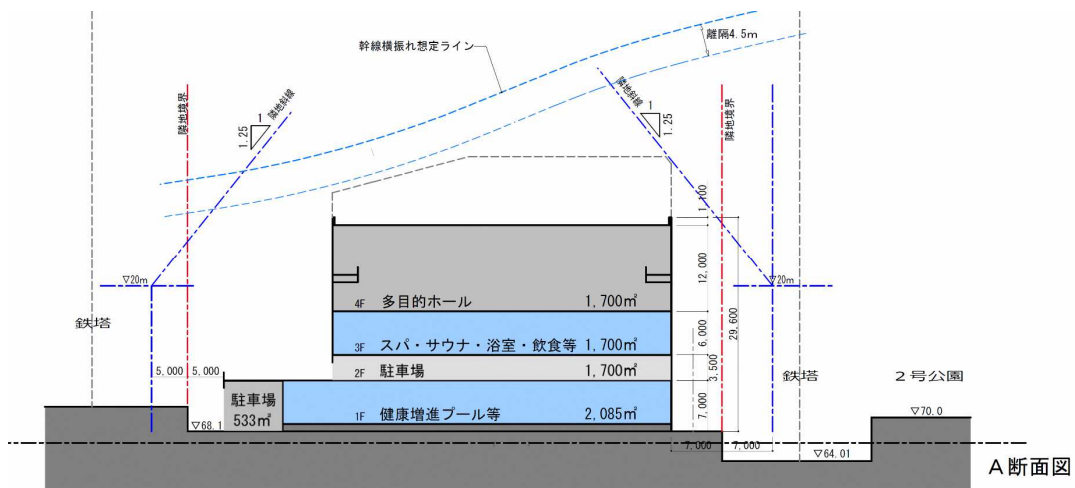 幹線横振れ想定ライン
離隔4.5m
隣地境界
1
1.25
隣地斜線
隣地斜線
1
1.25
隣地境界
1,100
▽20m
12,000
29,600
▽20m
鉄塔
4F 多目的ホール 1,700㎡
6,000
3F スパ・サウナ・浴室・飲食等 1,700㎡
3,500
2F 駐車場 1,700㎡
5,000 5,000
鉄塔
2号公園
駐車場
533㎡
1F 健康増進プール等 2,085㎡
7,000
▽68.1
▽70.0
7,000 7,000
▽64.01
A断面図